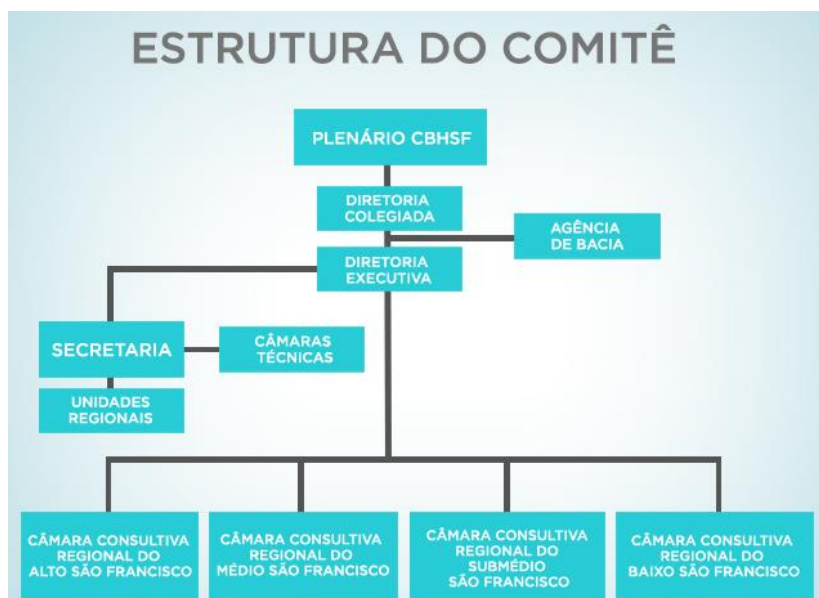 ESTRUTURA DO COMITÊ
PLENÁRIO CBHSF
DIRETORIA
COLEGIADA
AGÊNCIA
DE BACIA
DIRETORIA
EXECUTIVA
SECRETARIA
CÂMARAS
TÉCNICAS
UNIDADES
REGIONAIS
CÂMARA CONSULTIVA
REGIONAL DO
ALTO SÃO FRANCISCO
CÂMARA CONSULTIVA
REGIONAL DO
MÉDIO SÃO FRANCISCO
CÂMARA CONSULTIVA
REGIONAL DO
SUBMÉDIO
SÃO FRANCISCO
CÂMARA CONSULTIVA
REGIONAL DO
BAIXO SÃO FRANCISCO